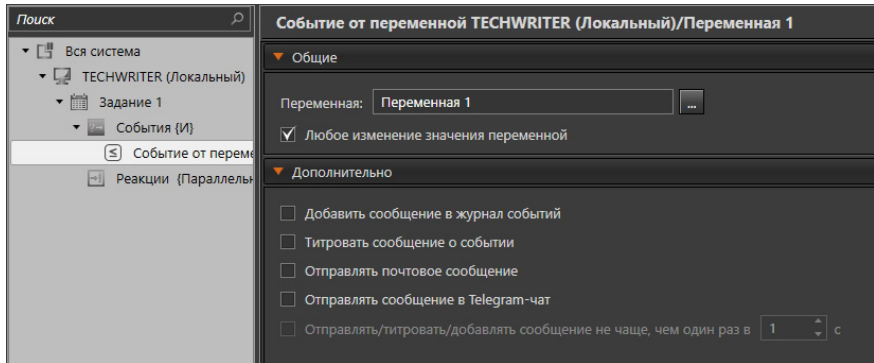 Поиск
Вся система
TECHWRITER (Локальный)
Задание 1
События {И}
Событие от переме
Реакции {Параллельн
Событие от переменной TECHWRITER (Локальный)/Переменная 1
Общие
Переменная: Переменная 1 ...
Любое изменение значения переменной
Дополнительно
Добавить сообщение в журнал событий
Титровать сообщение о событии
Отправлять почтовое сообщение
Отправлять сообщение в Telegram-чат
Отправлять/титровать/добавлять сообщение не чаще, чем один раз в 1 с